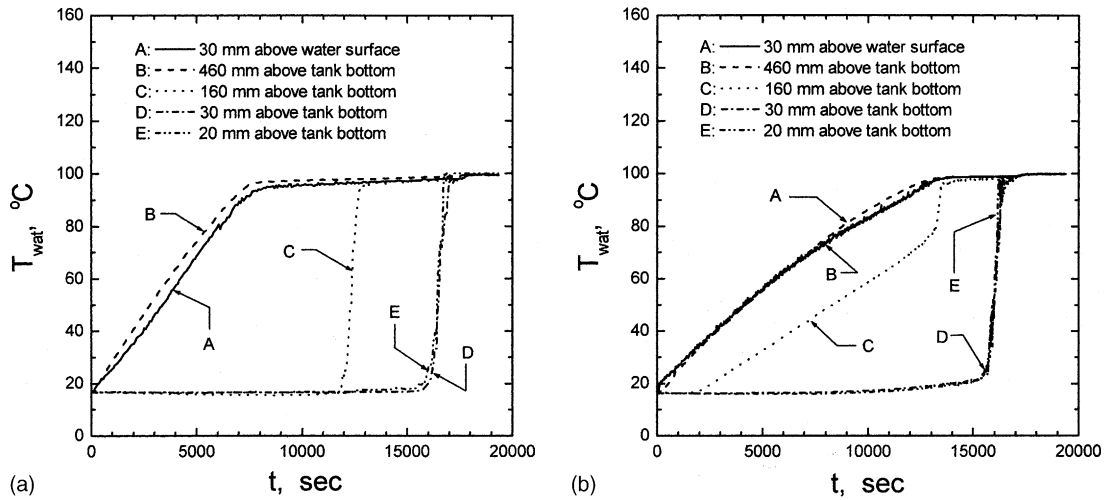 160
140
120
100
80
60
40
20
0
T_wat, °C
A: 30 mm above water surface
B: 460 mm above tank bottom
C: 160 mm above tank bottom
D: 30 mm above tank bottom
E: 20 mm above tank bottom
B
A
C
E
D
0 5000 10000 15000 20000
t, sec
(a)
160
140
120
100
80
60
40
20
0
T_wat, °C
A: 30 mm above water surface
B: 460 mm above tank bottom
C: 160 mm above tank bottom
D: 30 mm above tank bottom
E: 20 mm above tank bottom
A
B
E
C
D
0 5000 10000 15000 20000
t, sec
(b)